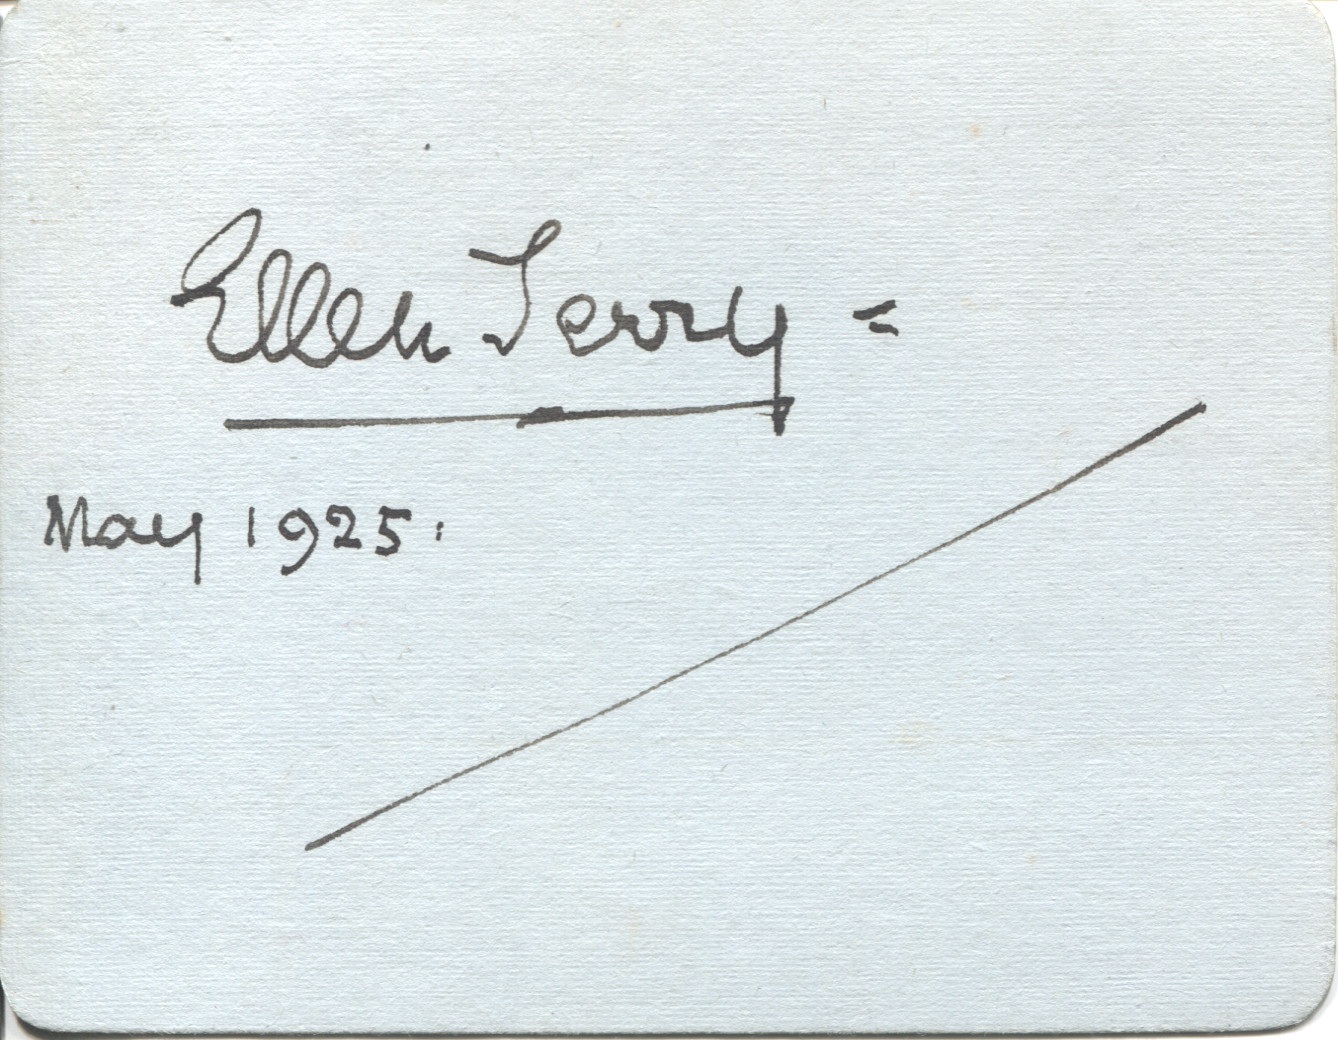 Ellen Terry =
May 1925: